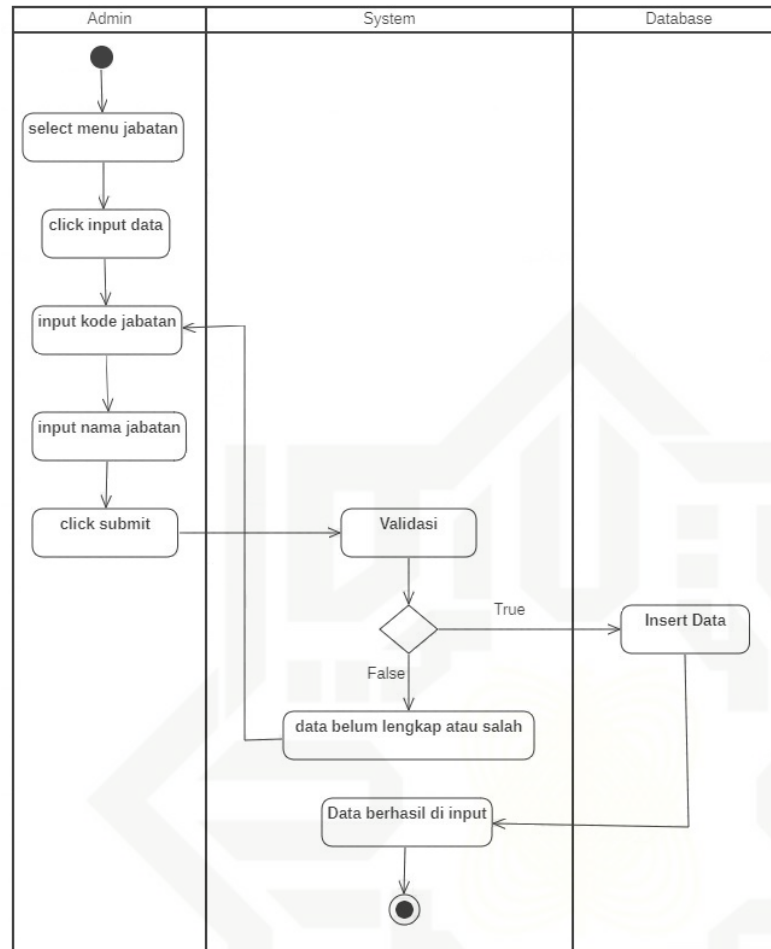 Admin
System
Database
select menu jabatan
click input data
input kode jabatan
input nama jabatan
click submit
Validasi
True
Insert Data
False
data belum lengkap atau salah
Data berhasil di input